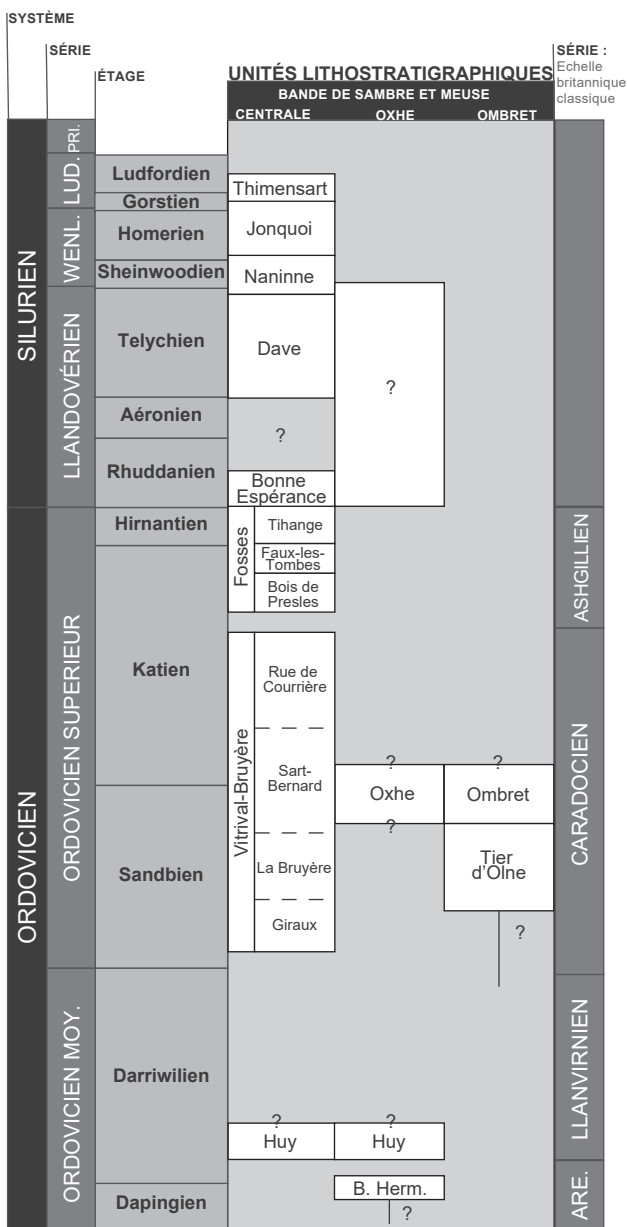 SYSTÈME
SÉRIE
ÉTAGE
UNITÉS LITHOSTRATIGRAPHIQUES
BANDE DE SAMBRE ET MEUSE
CENTRALE OXHE OMBRET
SÉRIE :
Echelle
britannique
classique
SILURIEN
ORDOVICIEN
PRI.
LUD.
WENL.
LLANDOVÉRIEN
ORDOVICIEN SUPERIEUR
ORDOVICIEN MOY.
Ludfordien
Gorstien
Homerien
Sheinwoodien
Telychien
Aéronien
Rhuddanien
Hirnantien
Katien
Sandbien
Darriwilien
Dapingien
Thimensart
Jonquoi
Naninne
Dave
?
Bonne
Espérance
Fosses
Tihange
Faux-les-
Tombes
Bois de
Presles
Vitrival-Bruyère
Rue de
Courrière
Sart-
Bernard
La Bruyère
Giraux
?
Huy
?
?
Oxhe
?
?
Huy
B. Herm.
?
?
Ombret
Tier
d'Olne
?
ASHGILLIEN
CARADOCIEN
LLANVIRNIEN
ARE.